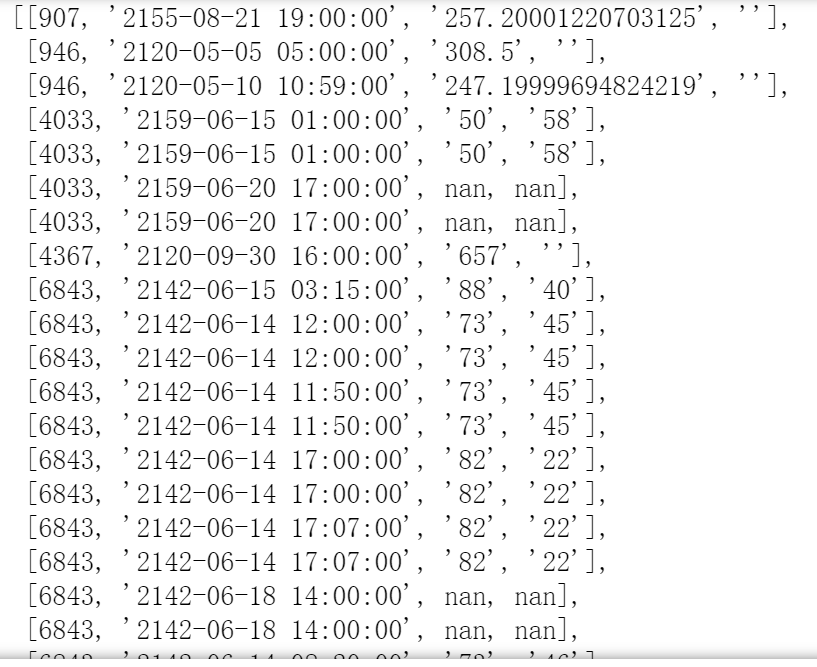 [[907, '2155-08-21 19:00:00', '257.20001220703125', ''],
[946, '2120-05-05 05:00:00', '308.5', ''],
[946, '2120-05-10 10:59:00', '247.19999694824219', ''],
[4033, '2159-06-15 01:00:00', '50', '58'],
[4033, '2159-06-15 01:00:00', '50', '58'],
[4033, '2159-06-20 17:00:00', nan, nan],
[4033, '2159-06-20 17:00:00', nan, nan],
[4367, '2120-09-30 16:00:00', '657', ''],
[6843, '2142-06-15 03:15:00', '88', '40'],
[6843, '2142-06-14 12:00:00', '73', '45'],
[6843, '2142-06-14 12:00:00', '73', '45'],
[6843, '2142-06-14 11:50:00', '73', '45'],
[6843, '2142-06-14 11:50:00', '73', '45'],
[6843, '2142-06-14 17:00:00', '82', '22'],
[6843, '2142-06-14 17:00:00', '82', '22'],
[6843, '2142-06-14 17:07:00', '82', '22'],
[6843, '2142-06-14 17:07:00', '82', '22'],
[6843, '2142-06-18 14:00:00', nan, nan],
[6843, '2142-06-18 14:00:00', nan, nan],